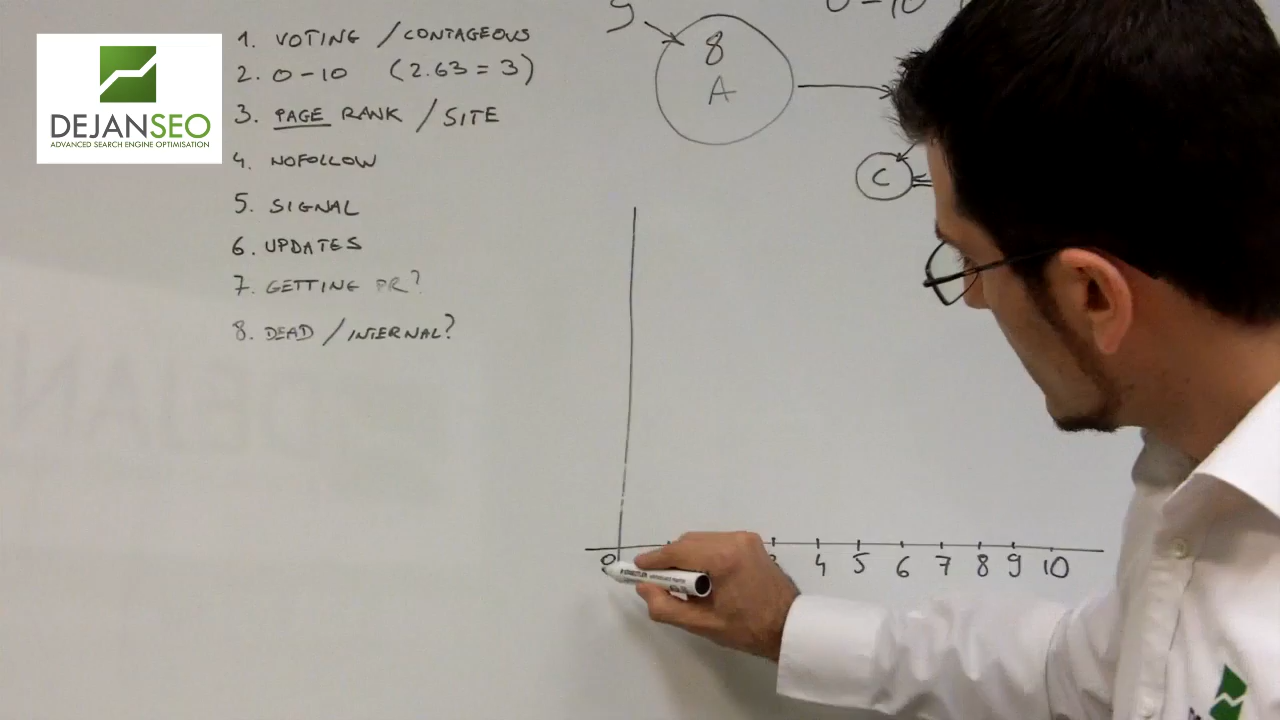 DEJANSEO
ADVANCED SEARCH ENGINE OPTIMISATION
1. VOTING / CONTAGEOUS
2. 0-10 (2.63 = 3)
3. PAGE RANK / SITE
4. NOFOLLOW
5. SIGNAL
6. UPDATES
7. GETTING PR?
8. DEAD / INTERNAL?
0-10
8
A
C
0 4 5 6 7 8 9 10